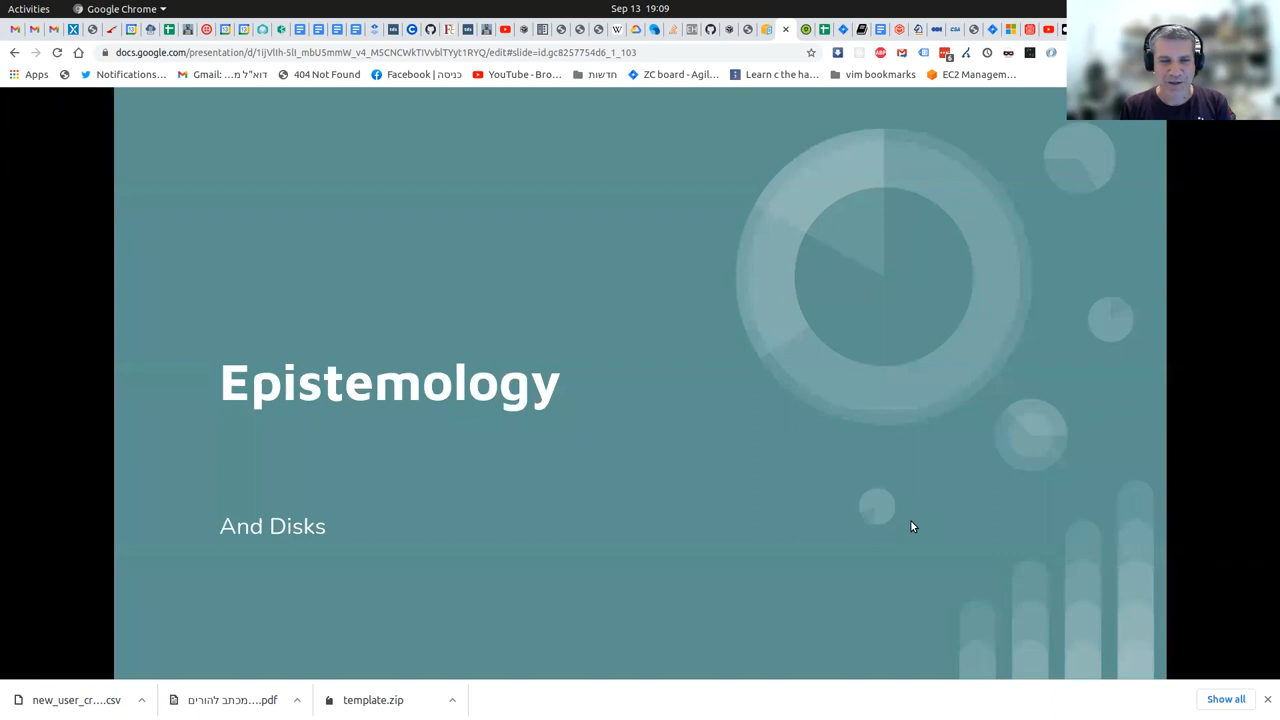 Activities
Google Chrome
Sep 13 19:09
docs.google.com/presentation/d/1ijVlIh-5lI_mbU5mmW_v4_M5CNCWkTIVvblTYyt1RYQ/edit#slide=id.gc8257754d6_1_103
Apps
Notifications...
Gmail: דוא"ל מ...
404 Not Found
Facebook | כניסה
YouTube - Bro...
חדשות
ZC board - Agil...
Learn c the ha...
vim bookmarks
EC2 Managem...
Epistemology
And Disks
new_user_cr....csv
מכתב להורים....pdf
template.zip
Show all